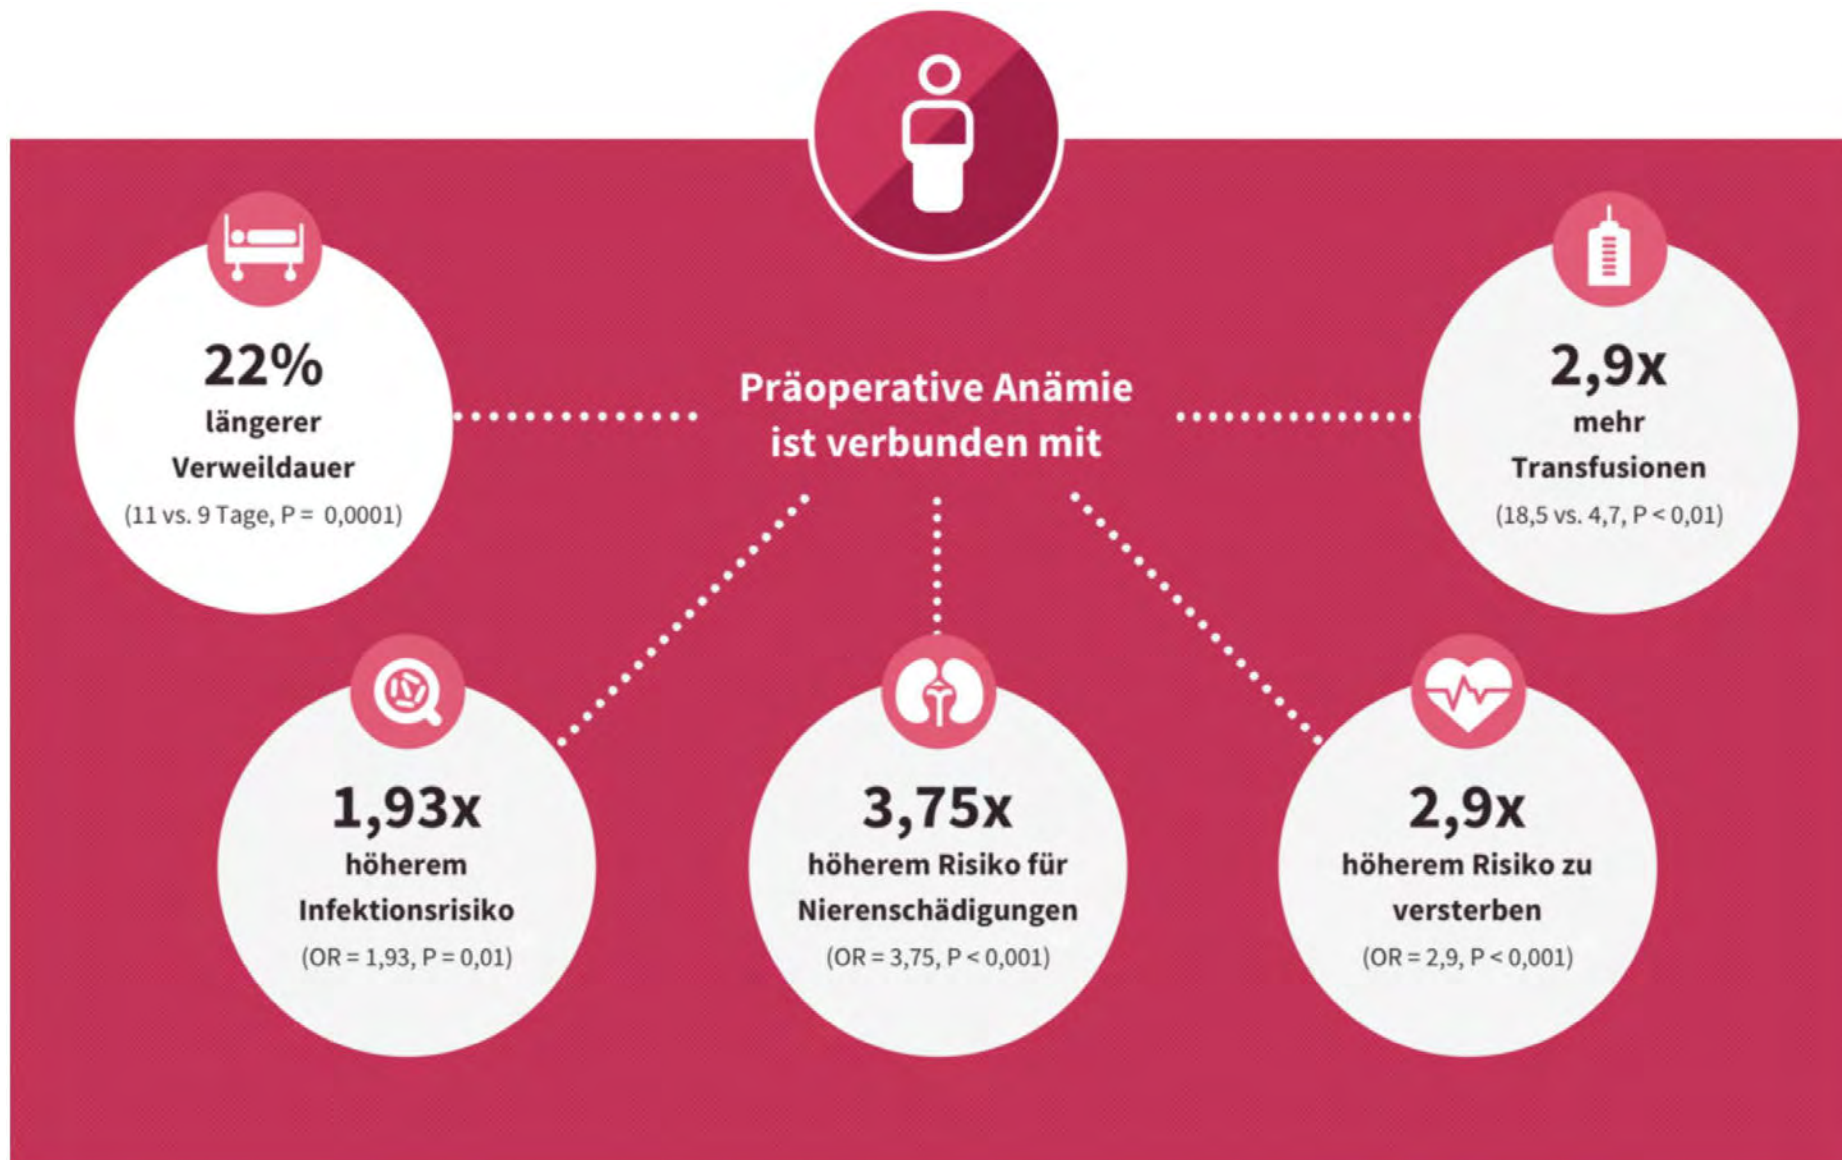 22%
längerer
Verweildauer
(11 vs. 9 Tage, P = 0,0001)
Präoperative Anämie
ist verbunden mit
2,9x
mehr
Transfusionen
(18,5 vs. 4,7, P < 0,01)
1,93x
höherem
Infektionsrisiko
(OR = 1,93, P = 0,01)
3,75x
höherem Risiko für
Nierenschädigungen
(OR = 3,75, P < 0,001)
2,9x
höherem Risiko zu
versterben
(OR = 2,9, P < 0,001)